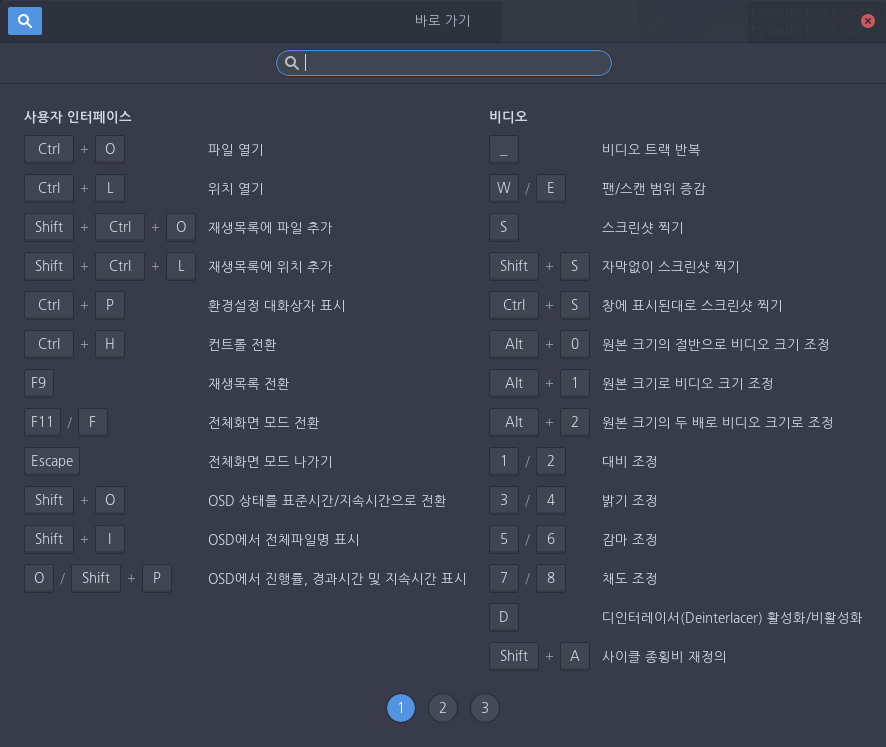 바로 가기
사용자 인터페이스
Ctrl + O 파일 열기
Ctrl + L 위치 열기
Shift + Ctrl + O 재생목록에 파일 추가
Shift + Ctrl + L 재생목록에 위치 추가
Ctrl + P 환경설정 대화상자 표시
Ctrl + H 컨트롤 전환
F9 재생목록 전환
F11 / F 전체화면 모드 전환
Escape 전체화면 모드 나가기
Shift + O OSD 상태를 표준시간/지속시간으로 전환
Shift + I OSD에서 전체파일명 표시
O / Shift + P OSD에서 진행률, 경과시간 및 지속시간 표시
비디오
_ 비디오 트랙 반복
W / E 팬/스캔 범위 증감
S 스크린샷 찍기
Shift + S 자막없이 스크린샷 찍기
Ctrl + S 창에 표시된대로 스크린샷 찍기
Alt + 0 원본 크기의 절반으로 비디오 크기 조정
Alt + 1 원본 크기로 비디오 크기 조정
Alt + 2 원본 크기의 두 배로 비디오 크기로 조정
1 / 2 대비 조정
3 / 4 밝기 조정
5 / 6 감마 조정
7 / 8 채도 조정
D 디인터레이서(Deinterlacer) 활성화/비활성화
Shift + A 사이클 종횡비 재정의
1 2 3